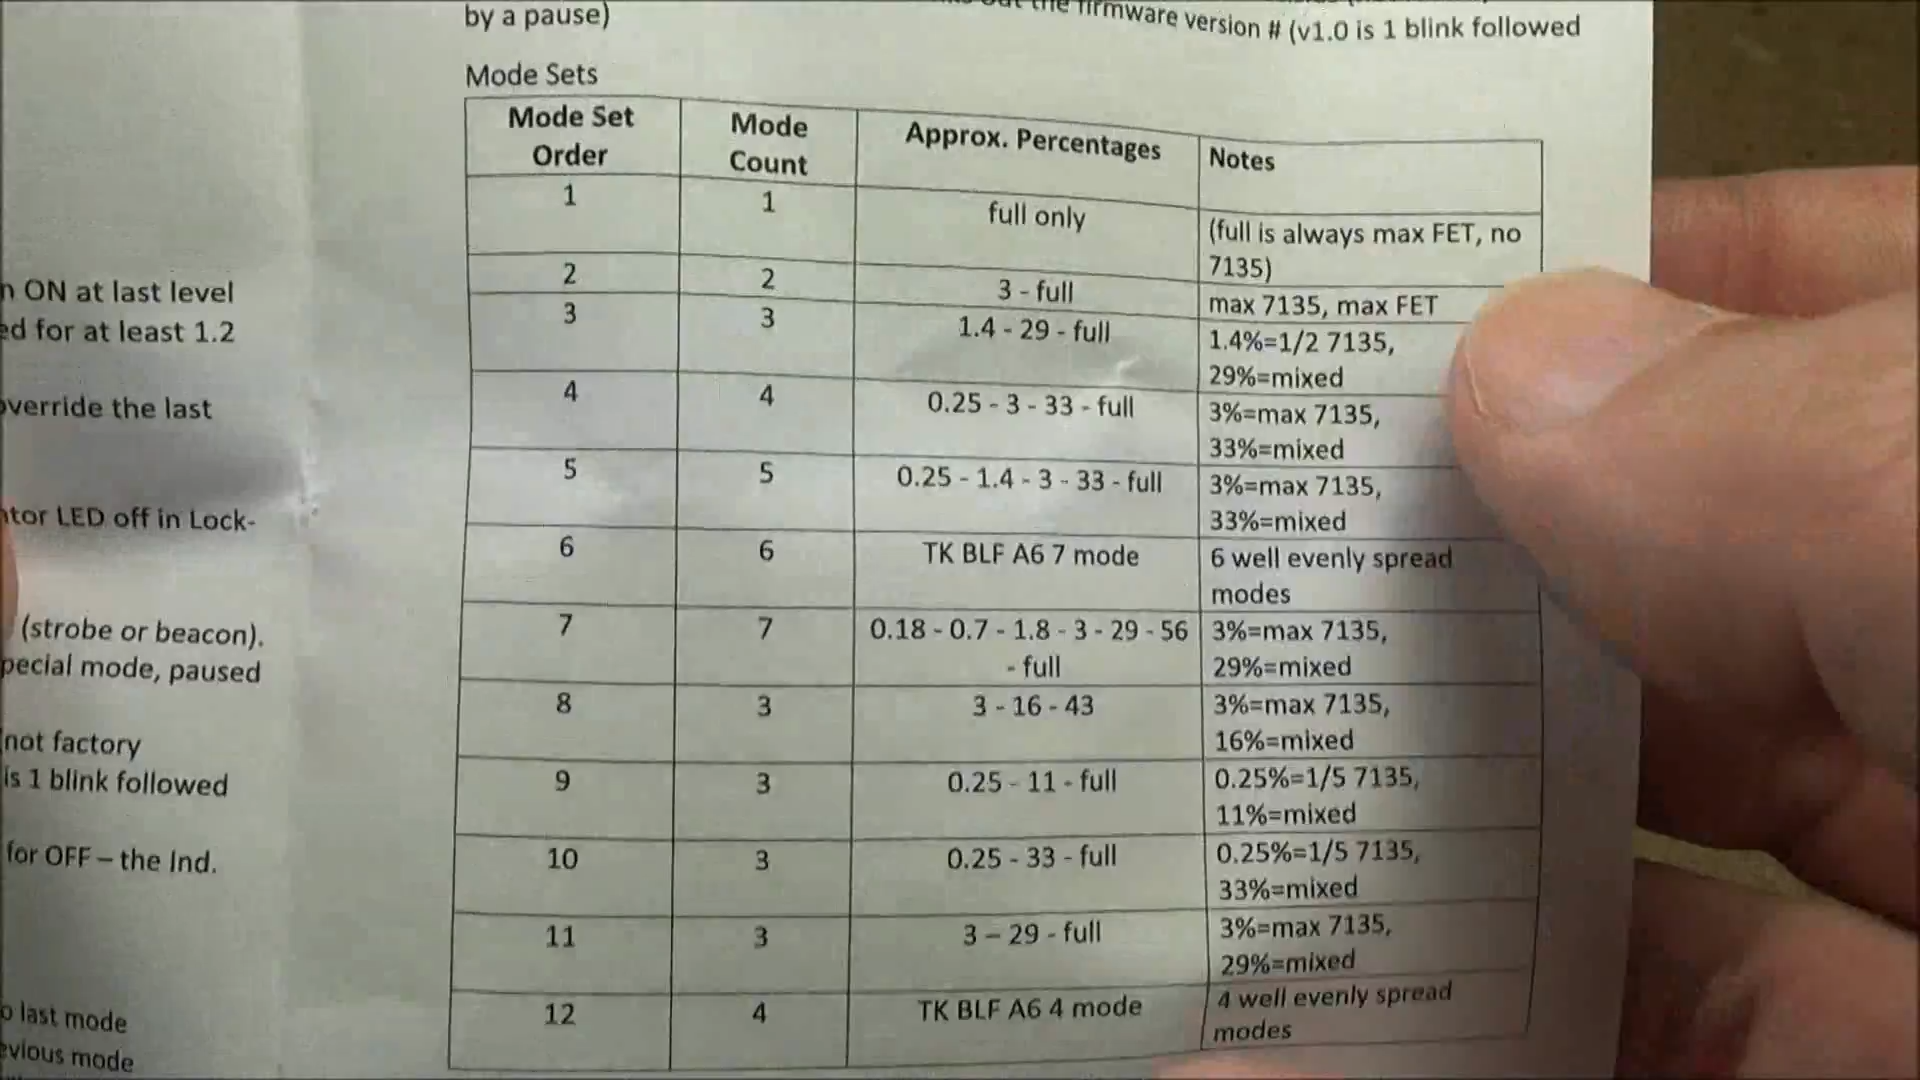 the firmware version # (v1.0 is 1 blink followed
by a pause)
Mode Sets
Mode Set Order Mode Count Approx. Percentages Notes
1 1 full only (full is always max FET, no 7135)
2 2 3 - full max 7135, max FET
3 3 1.4 - 29 - full 1.4%=1/2 7135, 29%=mixed
4 4 0.25 - 3 - 33 - full 3%=max 7135, 33%=mixed
5 5 0.25 - 1.4 - 3 - 33 - full 3%=max 7135, 33%=mixed
6 6 TK BLF A6 7 mode 6 well evenly spread modes
7 7 0.18 - 0.7 - 1.8 - 3 - 29 - 56 - full 3%=max 7135, 29%=mixed
8 3 3 - 16 - 43 3%=max 7135, 16%=mixed
9 3 0.25 - 11 - full 0.25%=1/5 7135, 11%=mixed
10 3 0.25 - 33 - full 0.25%=1/5 7135, 33%=mixed
11 3 3 – 29 - full 3%=max 7135, 29%=mixed
12 4 TK BLF A6 4 mode 4 well evenly spread modes
ON at last level
for at least 1.2
override the last
LED off in Lock-
(strobe or beacon).
mode, paused
not factory
is 1 blink followed
for OFF – the Ind.
last mode
mode